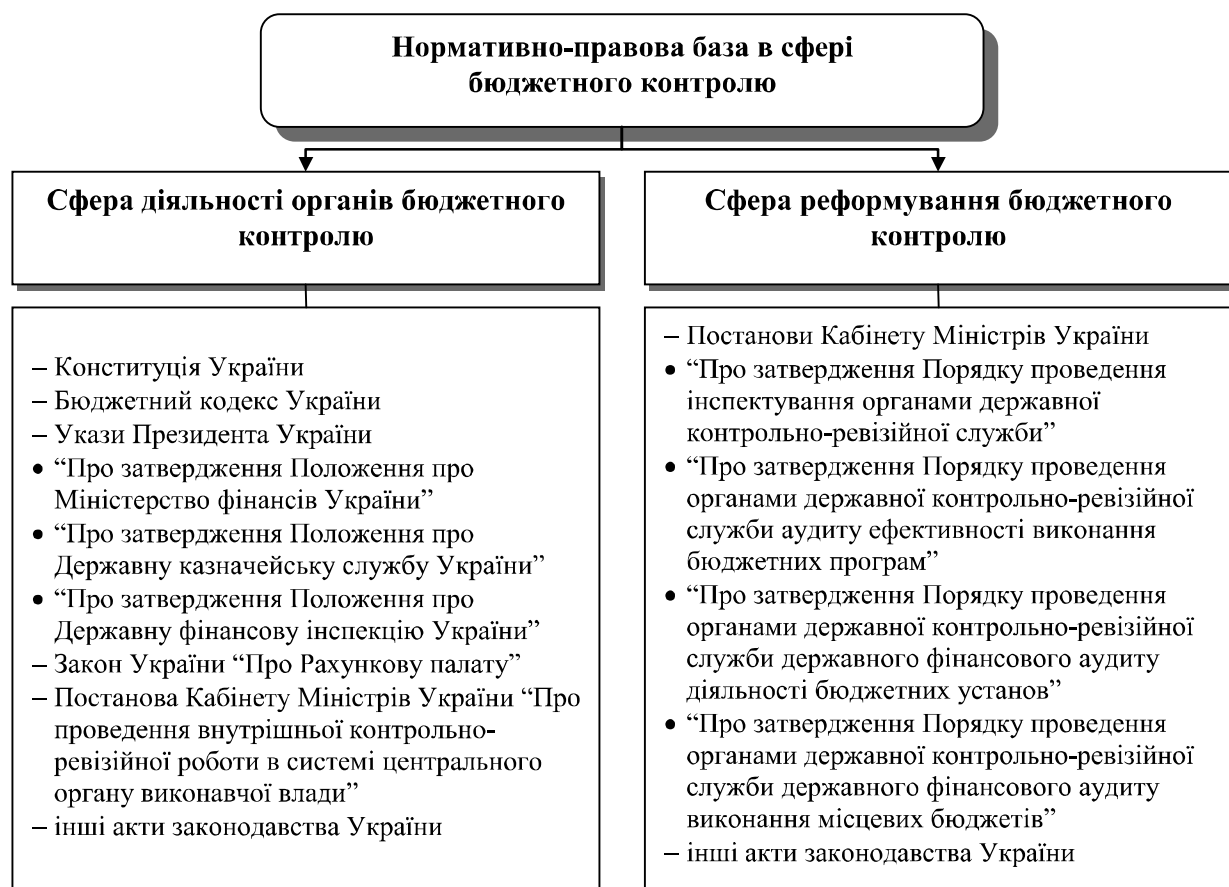 Нормативно-правова база в сфері
бюджетного контролю
Сфера діяльності органів бюджетного
контролю
– Конституція України
– Бюджетний кодекс України
– Укази Президента України
• “Про затвердження Положення про
Міністерство фінансів України”
• “Про затвердження Положення про
Державну казначейську службу України”
• “Про затвердження Положення про
Державну фінансову інспекцію України”
– Закон України “Про Рахункову палату”
– Постанова Кабінету Міністрів України “Про
проведення внутрішньої контрольно-
ревізійної роботи в системі центрального
органу виконавчої влади”
– інші акти законодавства України
Сфера реформування бюджетного
контролю
– Постанови Кабінету Міністрів України
• “Про затвердження Порядку проведення
інспектування органами державної
контрольно-ревізійної служби”
• “Про затвердження Порядку проведення
органами державної контрольно-ревізійної
служби аудиту ефективності виконання
бюджетних програм”
• “Про затвердження Порядку проведення
органами державної контрольно-ревізійної
служби державного фінансового аудиту
діяльності бюджетних установ”
• “Про затвердження Порядку проведення
органами державної контрольно-ревізійної
служби державного фінансового аудиту
виконання місцевих бюджетів”
– інші акти законодавства України